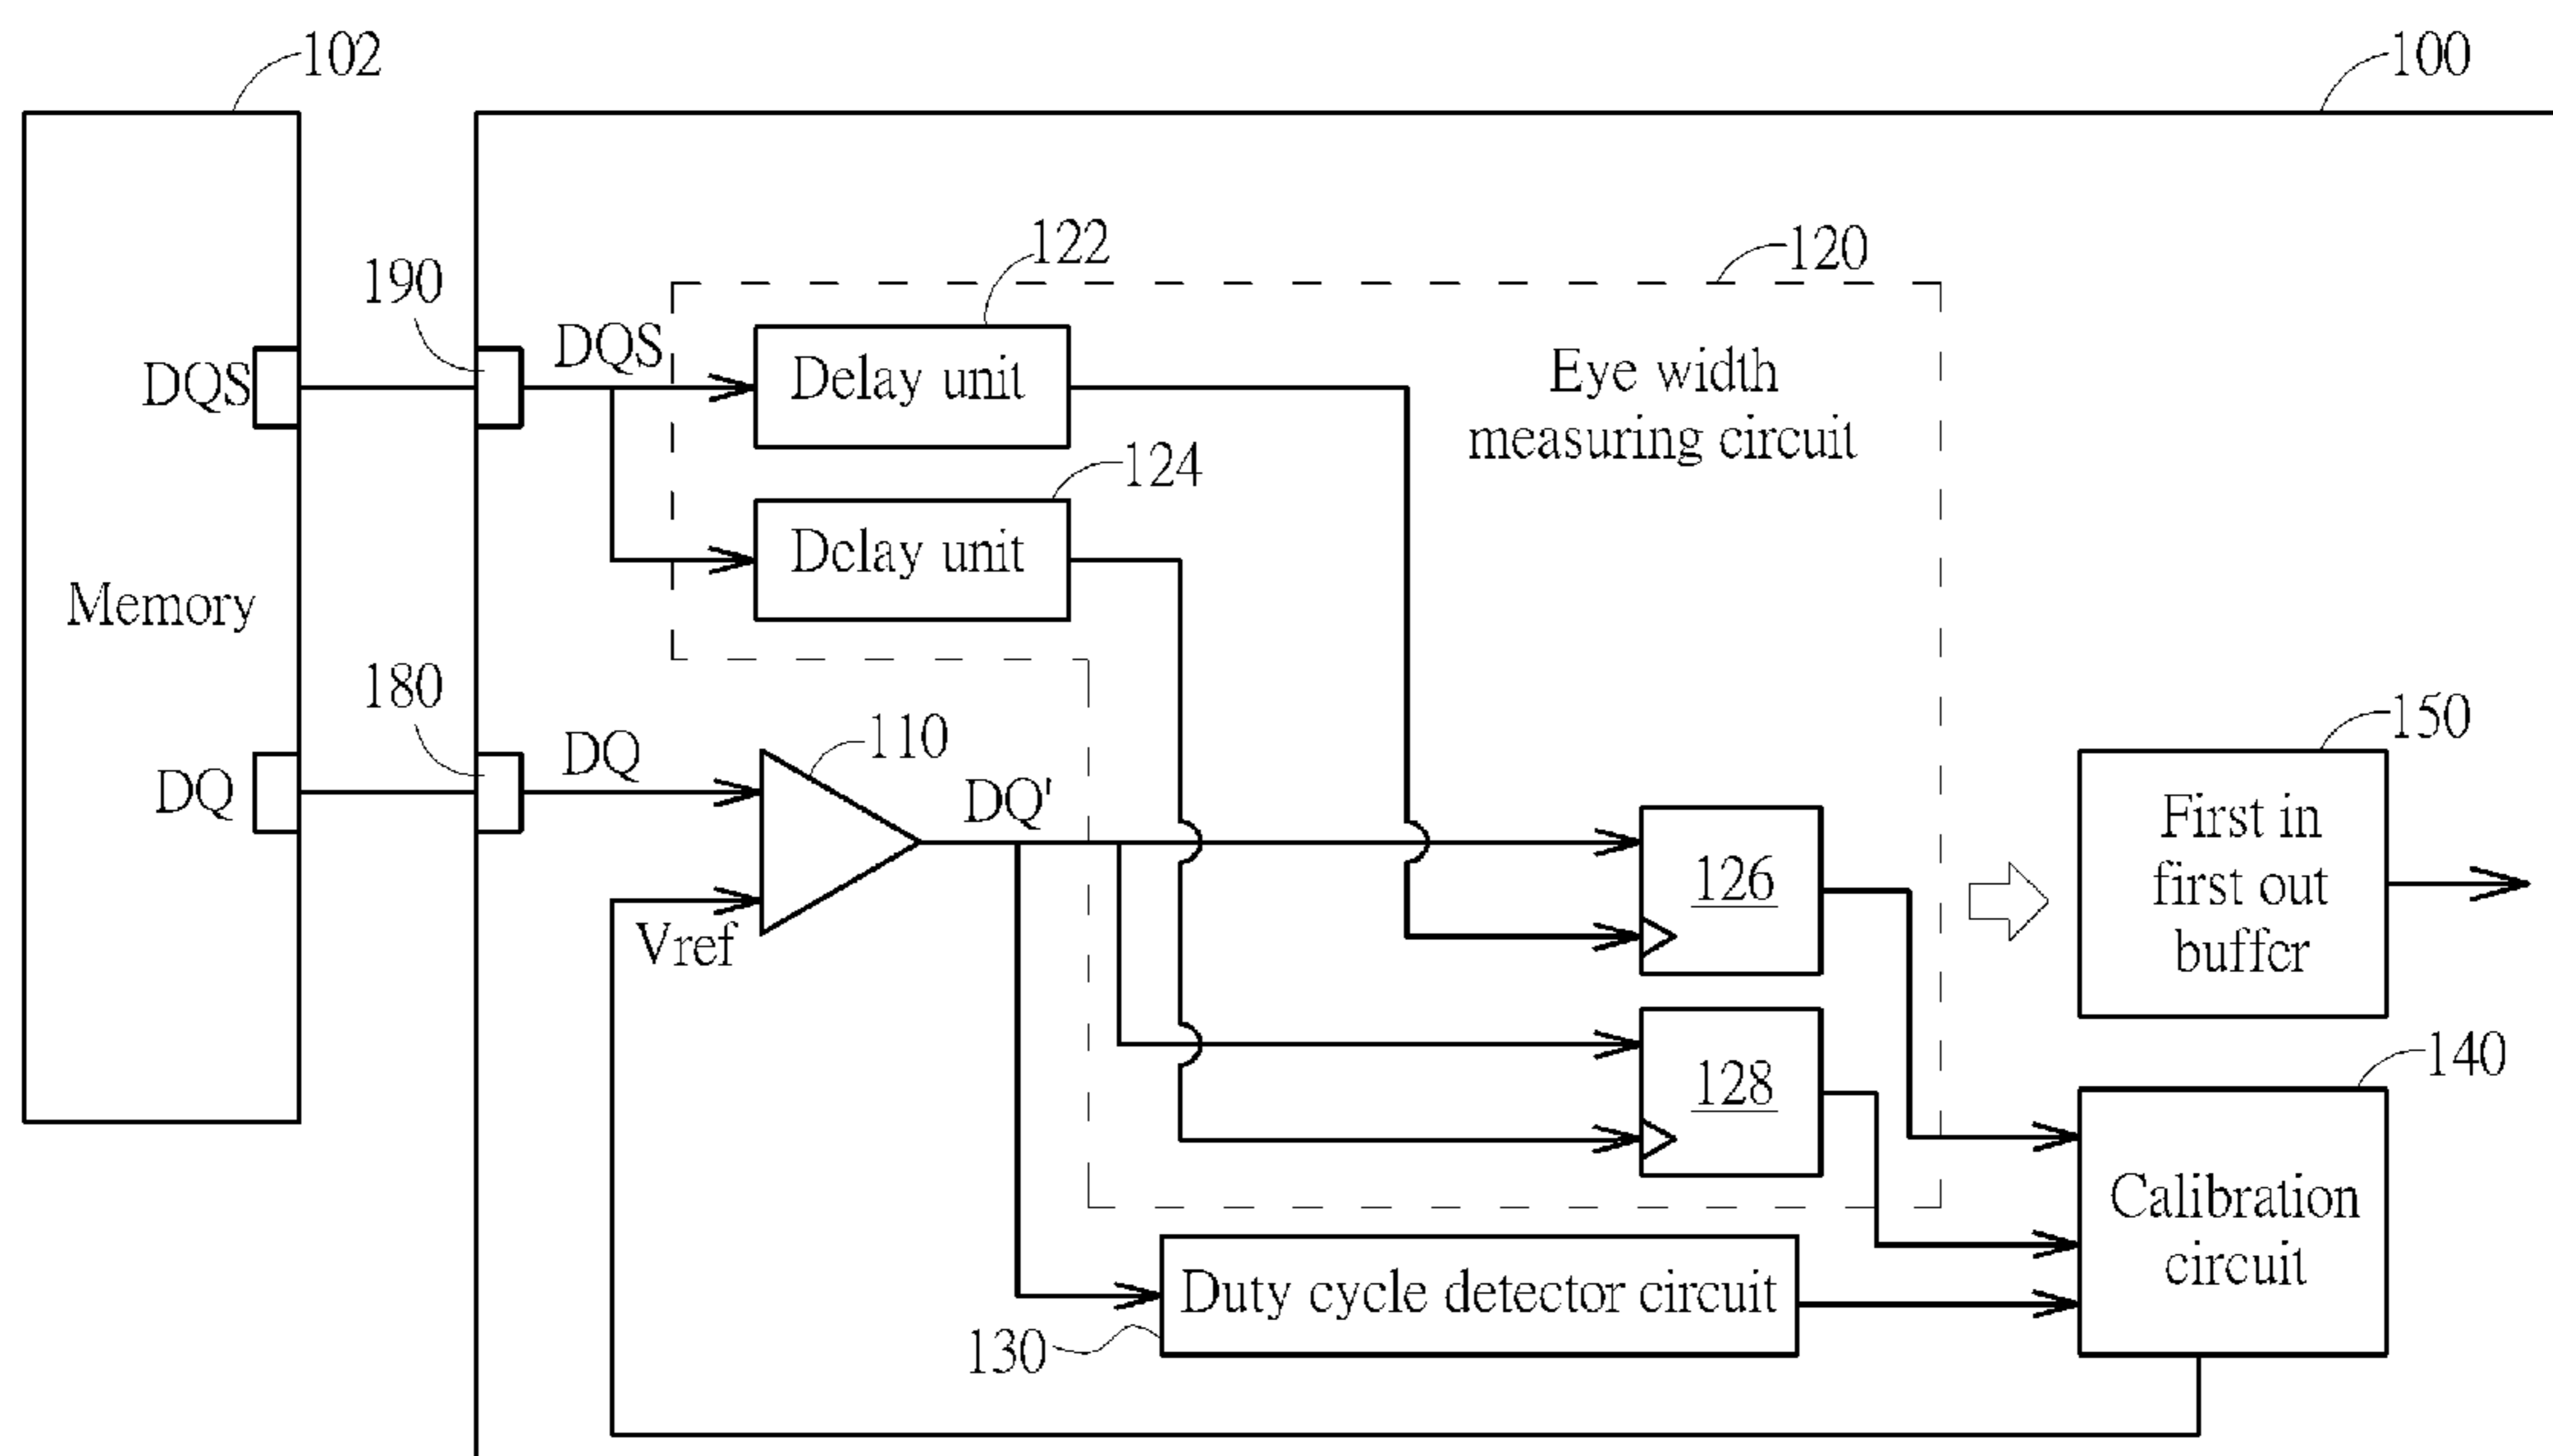 102
100
122
120
190
DQS
DQS
Delay unit
Eye width
measuring circuit
124
Delay unit
Memory
180
DQ
DQ
110
DQ'
Vref
126
128
150
First in
first out
buffer
140
Calibration
circuit
Duty cycle detector circuit
130